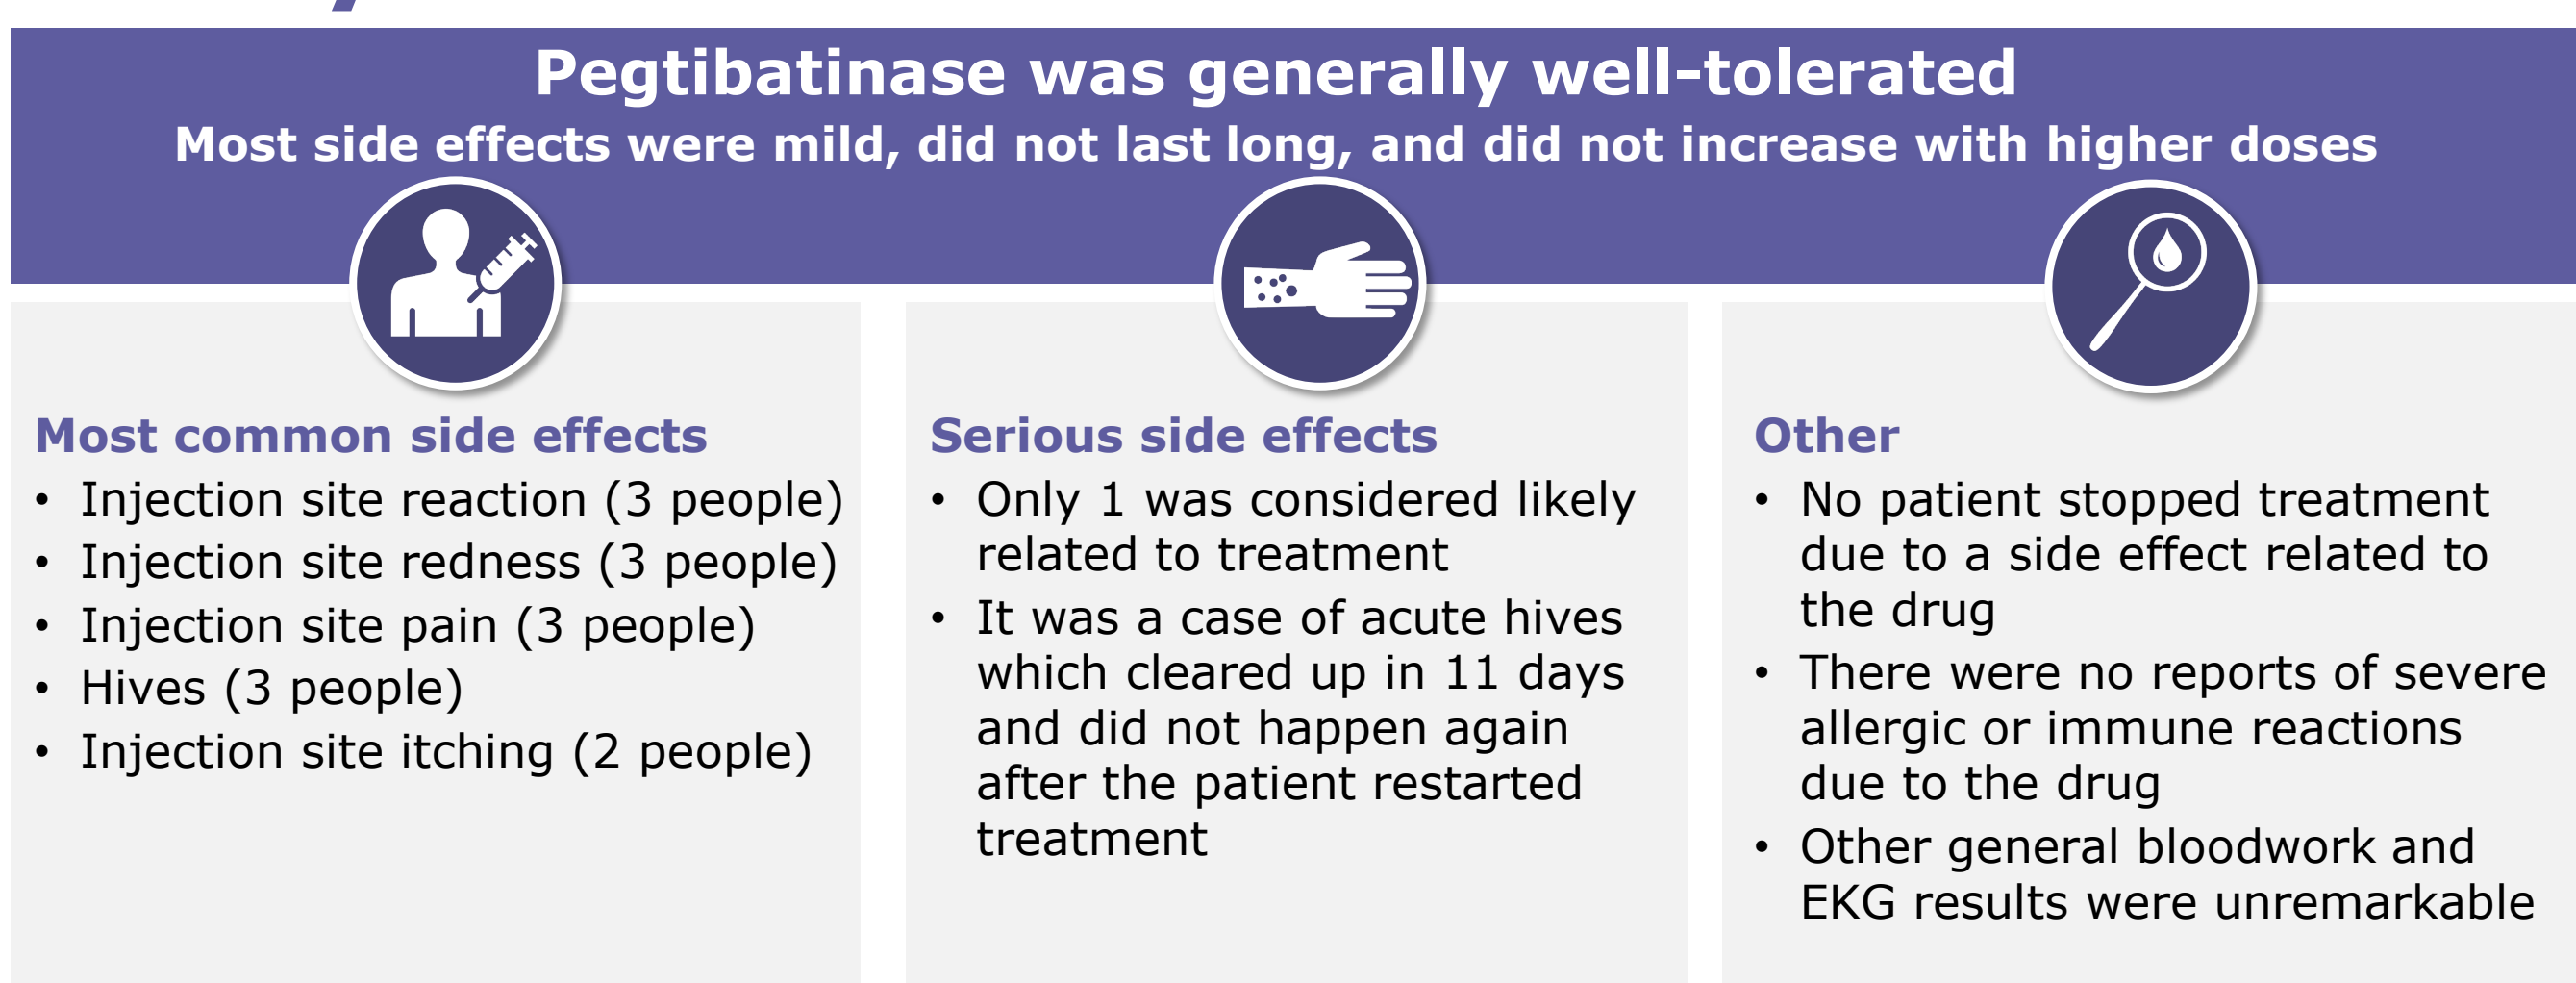 Pegtibatinase was generally well-tolerated
Most side effects were mild, did not last long, and did not increase with higher doses
Most common side effects
• Injection site reaction (3 people)
• Injection site redness (3 people)
• Injection site pain (3 people)
• Hives (3 people)
• Injection site itching (2 people)
Serious side effects
• Only 1 was considered likely
related to treatment
• It was a case of acute hives
which cleared up in 11 days
and did not happen again
after the patient restarted
treatment
Other
• No patient stopped treatment
due to a side effect related to
the drug
• There were no reports of severe
allergic or immune reactions
due to the drug
• Other general bloodwork and
EKG results were unremarkable